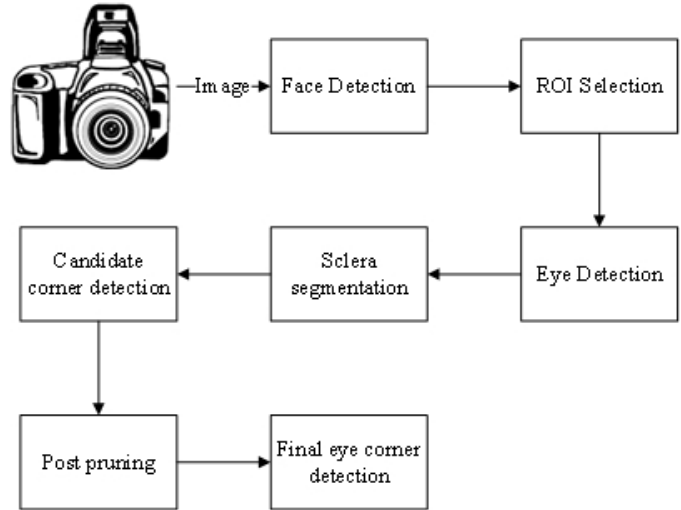 Image
Face Detection
ROI Selection
Eye Detection
Sclera
segmentation
Candidate
corner detection
Post pruning
Final eye corner
detection